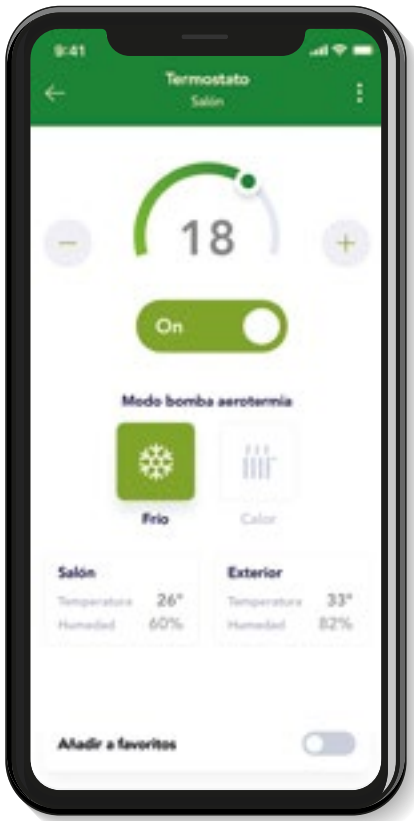 9:41
Termostato
Salón
18
On
Modo bomba aerotermia
Frío
Calor
Salón
Temperatura 26°
Humedad 60%
Exterior
Temperatura 33°
Humedad 82%
Añadir a favoritos